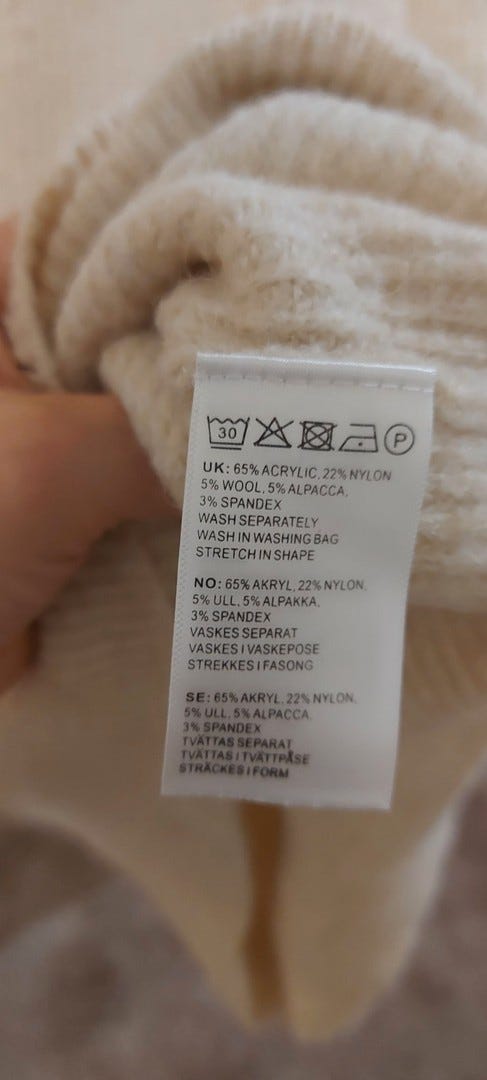 30 P
UK: 65% ACRYLIC, 22% NYLON
5% WOOL, 5% ALPACCA,
3% SPANDEX
WASH SEPARATELY
WASH IN WASHING BAG
STRETCH IN SHAPE
NO: 65% AKRYL, 22% NYLON,
5% ULL, 5% ALPAKKA,
3% SPANDEX
VASKES SEPARAT
VASKES I VASKEPOSE
STREKKES I FASONG
SE: 65% AKRYL, 22% NYLON,
5% ULL, 5% ALPACCA,
3% SPANDEX
TVÄTTAS SEPARAT
TVÄTTAS I TVÄTTPÅSE
STRÄCKES I FORM